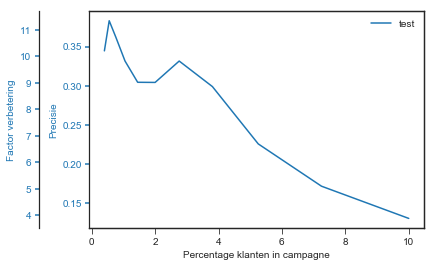 test
Factor verbetering
11
10
9
8
7
6
5
4
Precisie
0.35
0.30
0.25
0.20
0.15
0 2 4 6 8 10
Percentage klanten in campagne